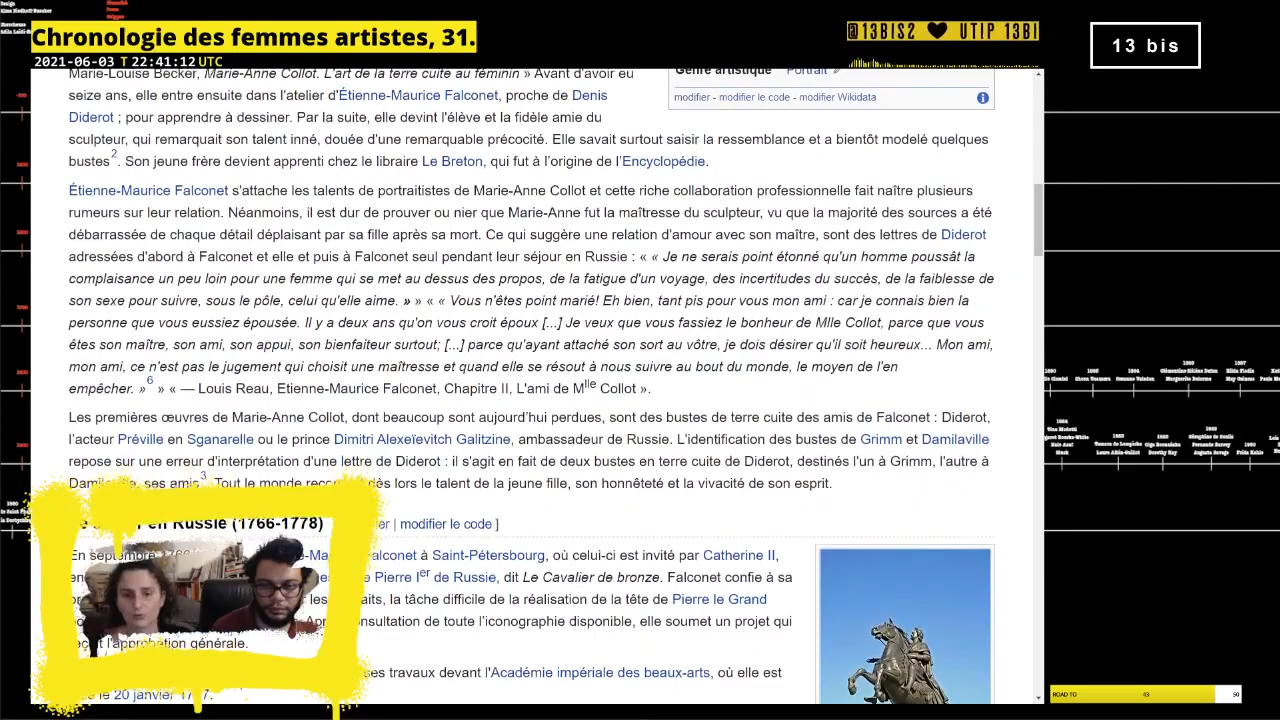 Chronologie des femmes artistes, 31.
2021-06-03 T 22:41:12 UTC
@13BIS2 ♥ UTIP 13BI
13 bis
Marie-Louise Becker, Marie-Anne Collot. L'art de la terre cuite au féminin » Avant d'avoir eu
seize ans, elle entre ensuite dans l'atelier d'Étienne-Maurice Falconet, proche de Denis
Diderot ; pour apprendre à dessiner. Par la suite, elle devint l'élève et la fidèle amie du
sculpteur, qui remarquait son talent inné, douée d'une remarquable précocité. Elle savait surtout saisir la ressemblance et a bientôt modelé quelques
bustes2. Son jeune frère devient apprenti chez le libraire Le Breton, qui fut à l'origine de l'Encyclopédie.
Genre artistique Portrait
modifier - modifier le code - modifier Wikidata
Étienne-Maurice Falconet s'attache les talents de portraitistes de Marie-Anne Collot et cette riche collaboration professionnelle fait naître plusieurs
rumeurs sur leur relation. Néanmoins, il est dur de prouver ou nier que Marie-Anne fut la maîtresse du sculpteur, vu que la majorité des sources a été
débarrassée de chaque détail déplaisant par sa fille après sa mort. Ce qui suggère une relation d'amour avec son maître, sont des lettres de Diderot
adressées d'abord à Falconet et elle et puis à Falconet seul pendant leur séjour en Russie : « « Je ne serais point étonné qu'un homme poussât la
complaisance un peu loin pour une femme qui se met au dessus des propos, de la fatigue d'un voyage, des incertitudes du succès, de la faiblesse de
son sexe pour suivre, sous le pôle, celui qu'elle aime. » » « « Vous n'êtes point marié! Eh bien, tant pis pour vous mon ami : car je connais bien la
personne que vous eussiez épousée. Il y a deux ans qu'on vous croit époux [...] Je veux que vous fassiez le bonheur de Mlle Collot, parce que vous
êtes son maître, son ami, son appui, son bienfaiteur surtout; [...] parce qu'ayant attaché son sort au vôtre, je dois désirer qu'il soit heureux... Mon ami,
mon ami, ce n'est pas le jugement qui choisit une maîtresse et quand elle se résout à nous suivre au bout du monde, le moyen de l'en
empêcher. »6 » « — Louis Reau, Etienne-Maurice Falconet, Chapitre II, L'ami de Mlle Collot ».
Les premières œuvres de Marie-Anne Collot, dont beaucoup sont aujourd'hui perdues, sont des bustes de terre cuite des amis de Falconet : Diderot,
l'acteur Préville en Sganarelle ou le prince Dimitri Alexeïevitch Galitzine, ambassadeur de Russie. L'identification des bustes de Grimm et Damilaville
repose sur une erreur d'interprétation d'une lettre de Diderot : il s'agit en fait de deux bustes en terre cuite de Diderot, destinés l'un à Grimm, l'autre à
Damilaville, ses amis3. Tout le monde dès lors le talent de la jeune fille, son honnêteté et la vivacité de son esprit.
en Russie (1766-1778) | modifier le code ]
En septembre 1766 Falconet à Saint-Pétersbourg, où celui-ci est invité par Catherine II,
Pierre Ier de Russie, dit Le Cavalier de bronze. Falconet confie à sa
la tâche difficile de la réalisation de la tête de Pierre le Grand
consultation de toute l'iconographie disponible, elle soumet un projet qui
l'approbation générale.
ses travaux devant l'Académie impériale des beaux-arts, où elle est
le 20 janvier
ROAD TO 43 50